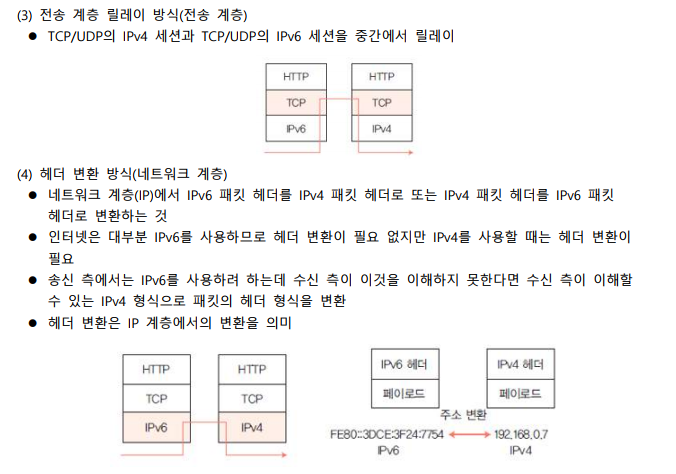 (3) 전송 계층 릴레이 방식(전송 계층)
● TCP/UDP의 IPv4 세션과 TCP/UDP의 IPv6 세션을 중간에서 릴레이
HTTP HTTP
TCP TCP
IPv6 IPv4
(4) 헤더 변환 방식(네트워크 계층)
● 네트워크 계층(IP)에서 IPv6 패킷 헤더를 IPv4 패킷 헤더로 또는 IPv4 패킷 헤더를 IPv6 패킷
헤더로 변환하는 것
● 인터넷은 대부분 IPv6를 사용하므로 헤더 변환이 필요 없지만 IPv4를 사용할 때는 헤더 변환이
필요
● 송신 측에서는 IPv6를 사용하려 하는데 수신 측이 이것을 이해하지 못한다면 수신 측이 이해할
수 있는 IPv4 형식으로 패킷의 헤더 형식을 변환
● 헤더 변환은 IP 계층에서의 변환을 의미
HTTP HTTP
TCP TCP
IPv6 IPv4
IPv6 헤더 IPv4 헤더
페이로드 페이로드
주소 변환
FE80::3DCE:3F24:7754 192.168.0.7
IPv6 IPv4